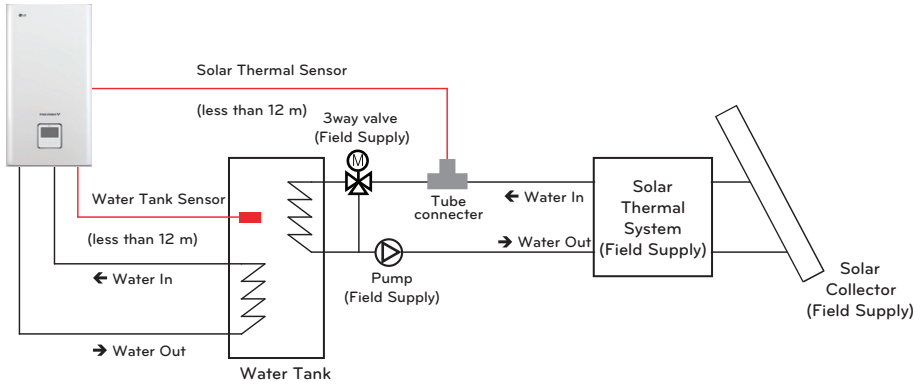 LG
Solar Thermal Sensor
(less than 12 m)
3way valve
(Field Supply)
M
Tube
connecter
← Water In
→ Water Out
Solar
Thermal
System
(Field Supply)
Solar
Collector
(Field Supply)
Water Tank Sensor
(less than 12 m)
← Water In
→ Water Out
Pump
(Field Supply)
Water Tank